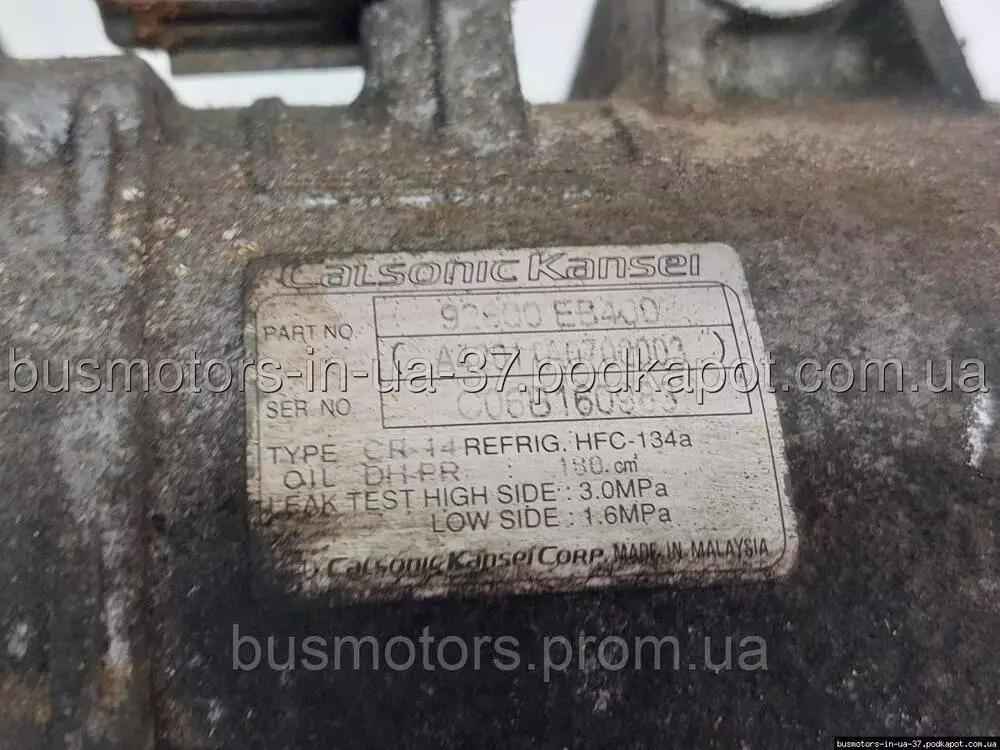 Calsonic Kansei
PART NO. 92600 EB400
busmotors-in-ua-37.podkapot.com.ua
SER NO.
TYPE CR-14 REFRIG. HFC-134a
OIL DH-PR : 180. cm³
LEAK TEST HIGH SIDE : 3.0MPa
LOW SIDE : 1.6MPa
Calsonic Kansei Corp. MADE IN MALAYSIA
busmotors.prom.ua
busmotors-in-ua-37.podkapot.com.ua